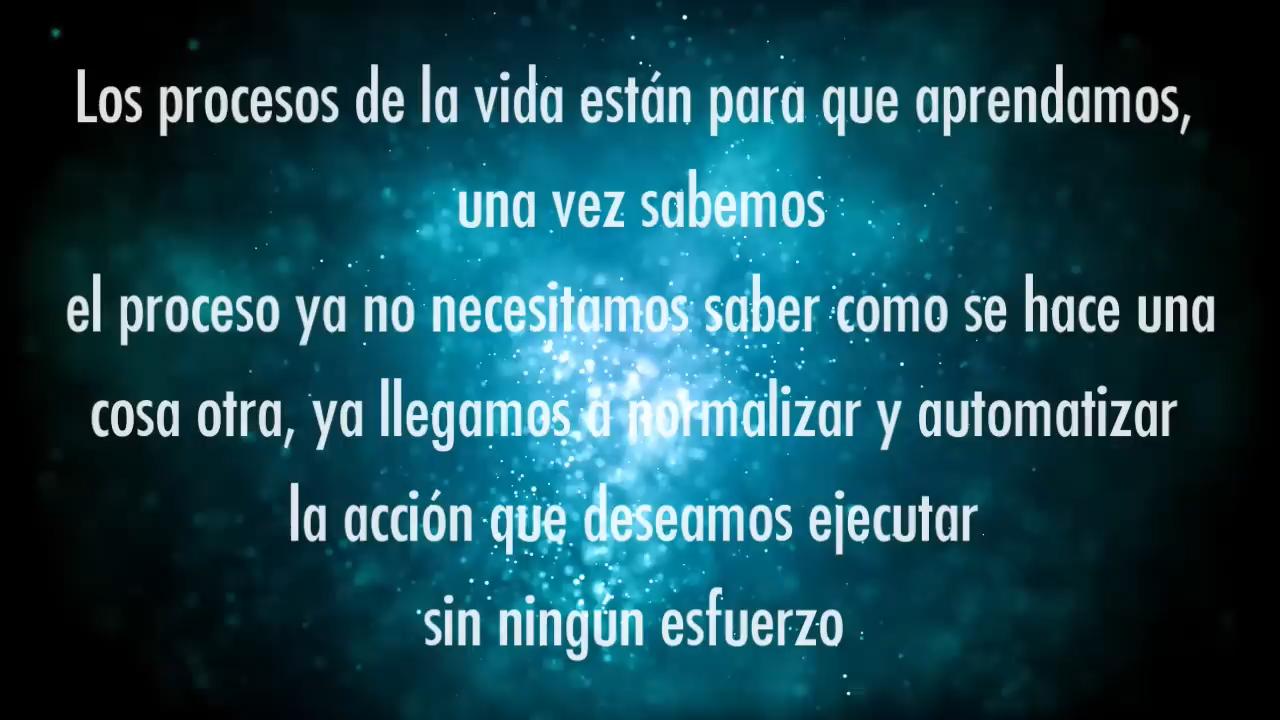 Los procesos de la vida están para que aprendamos,
una vez sabemos
el proceso ya no necesitamos saber como se hace una
cosa otra, ya llegamos a normalizar y automatizar
la acción que deseamos ejecutar
sin ningún esfuerzo